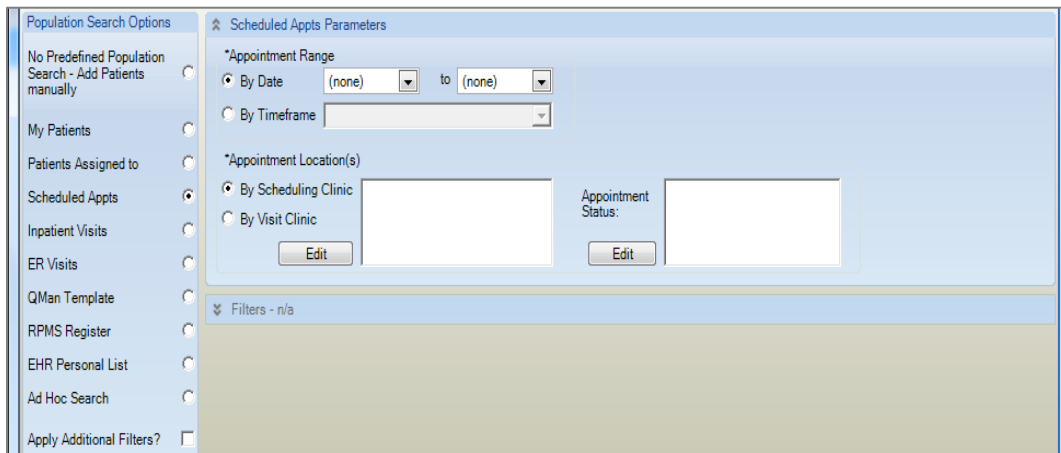 Population Search Options
No Predefined Population
Search - Add Patients
manually
My Patients
Patients Assigned to
Scheduled Appts
Inpatient Visits
ER Visits
QMan Template
RPMS Register
EHR Personal List
Ad Hoc Search
Apply Additional Filters?
Scheduled Appts Parameters
*Appointment Range
By Date (none) to (none)
By Timeframe
*Appointment Location(s)
By Scheduling Clinic
By Visit Clinic
Edit
Appointment
Status:
Edit
Filters - n/a